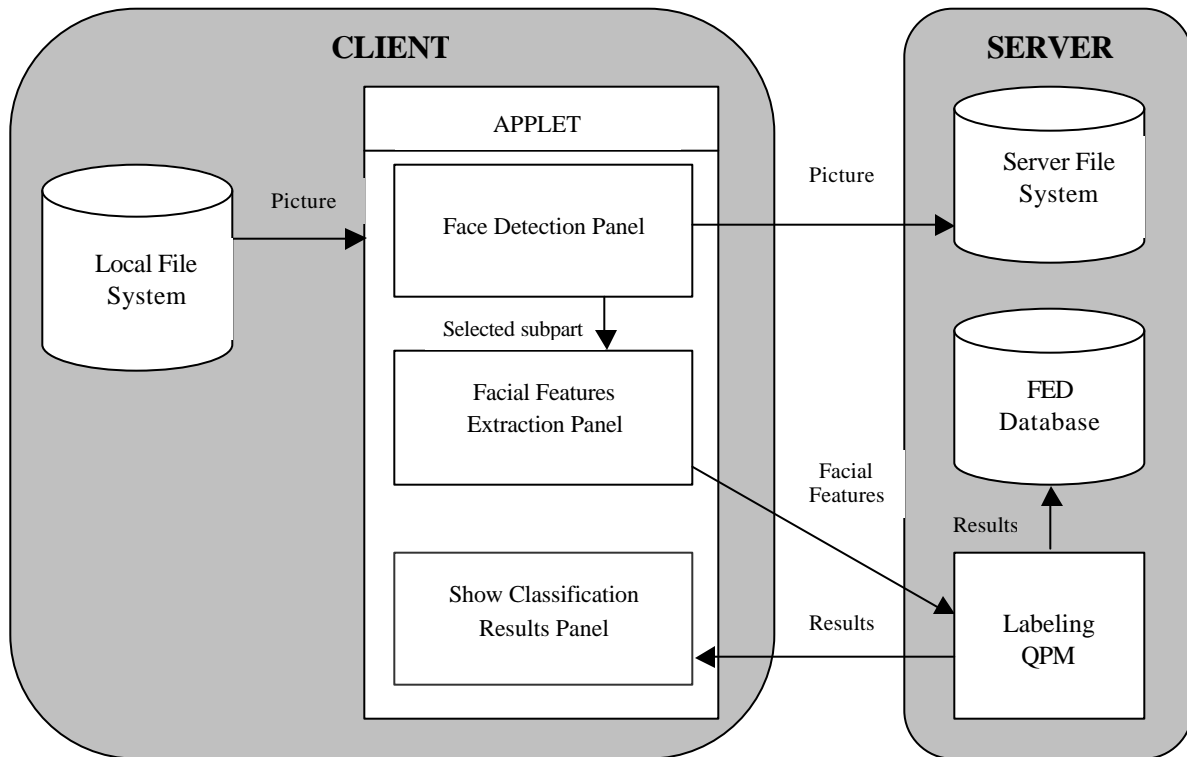 CLIENT
SERVER
APPLET
Picture
Local File
System
Face Detection Panel
Picture
Server File
System
Selected subpart
Facial Features
Extraction Panel
FED
Database
Facial
Features
Results
Show Classification
Results Panel
Results
Labeling
QPM